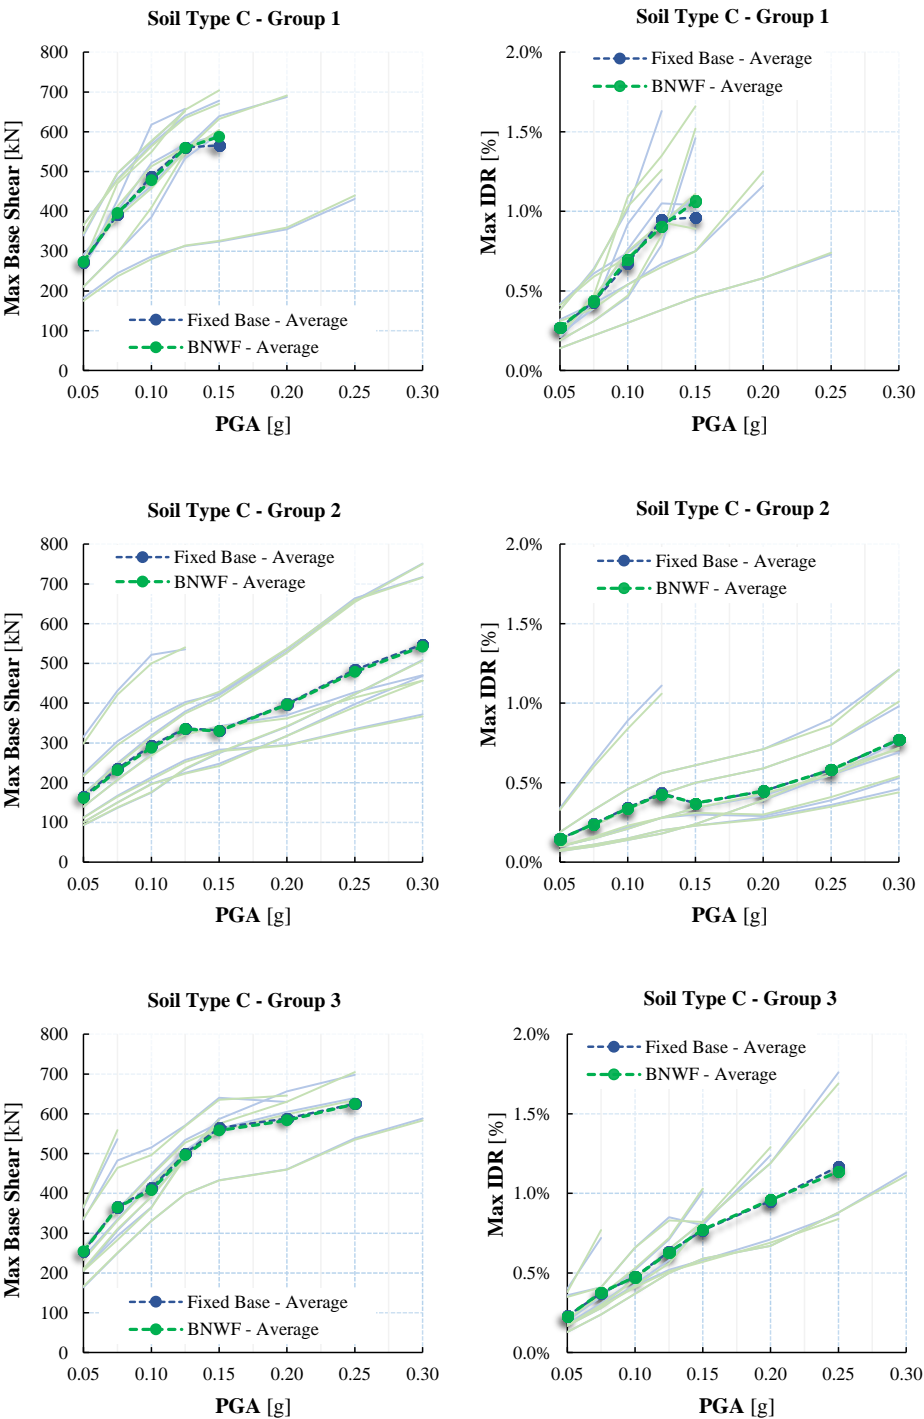 Soil Type C - Group 1
Max Base Shear [kN]
800
700
600
500
400
300
200
100
0
Fixed Base - Average
BNWF - Average
0.05 0.10 0.15 0.20 0.25 0.30
PGA [g]
Soil Type C - Group 1
Max IDR [%]
2.0%
1.5%
1.0%
0.5%
0.0%
Fixed Base - Average
BNWF - Average
0.05 0.10 0.15 0.20 0.25 0.30
PGA [g]
Soil Type C - Group 2
Max Base Shear [kN]
800
700
600
500
400
300
200
100
0
Fixed Base - Average
BNWF - Average
0.05 0.10 0.15 0.20 0.25 0.30
PGA [g]
Soil Type C - Group 2
Max IDR [%]
2.0%
1.5%
1.0%
0.5%
0.0%
Fixed Base - Average
BNWF - Average
0.05 0.10 0.15 0.20 0.25 0.30
PGA [g]
Soil Type C - Group 3
Max Base Shear [kN]
800
700
600
500
400
300
200
100
0
Fixed Base - Average
BNWF - Average
0.05 0.10 0.15 0.20 0.25 0.30
PGA [g]
Soil Type C - Group 3
Max IDR [%]
2.0%
1.5%
1.0%
0.5%
0.0%
Fixed Base - Average
BNWF - Average
0.05 0.10 0.15 0.20 0.25 0.30
PGA [g]